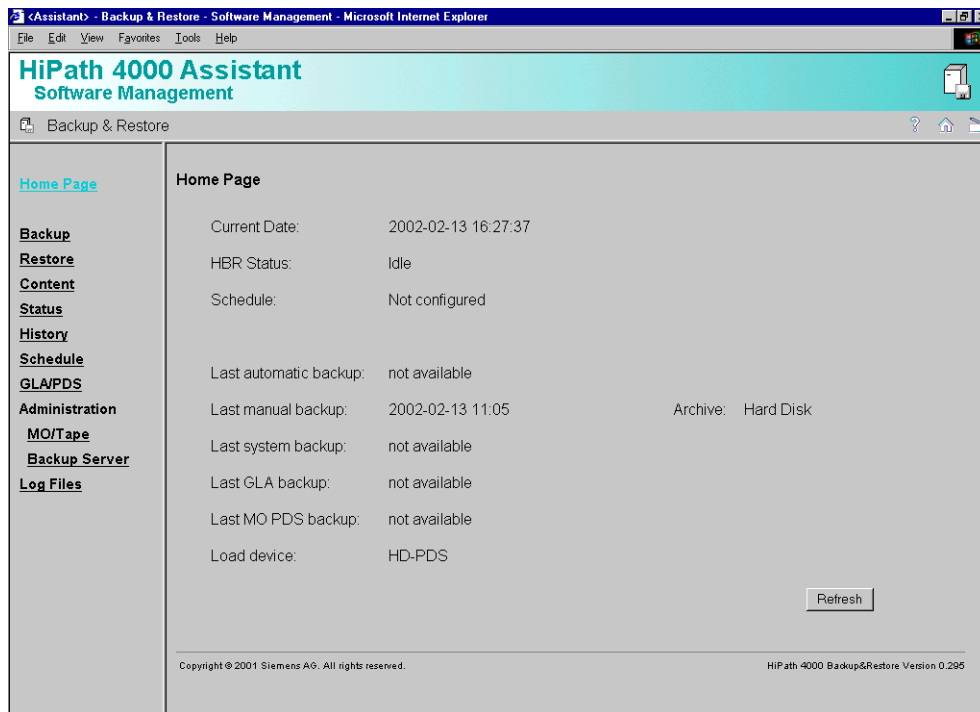 <Assistant> - Backup & Restore - Software Management - Microsoft Internet Explorer
File Edit View Favorites Tools Help
HiPath 4000 Assistant
Software Management
Backup & Restore
Home Page
Backup
Restore
Content
Status
History
Schedule
GLA/PDS
Administration
MO/Tape
Backup Server
Log Files
Home Page
Current Date: 2002-02-13 16:27:37
HBR Status: Idle
Schedule: Not configured
Last automatic backup: not available
Last manual backup: 2002-02-13 11:05 Archive: Hard Disk
Last system backup: not available
Last GLA backup: not available
Last MO PDS backup: not available
Load device: HD-PDS
Refresh
Copyright © 2001 Siemens AG. All rights reserved. HiPath 4000 Backup&Restore Version 0.295